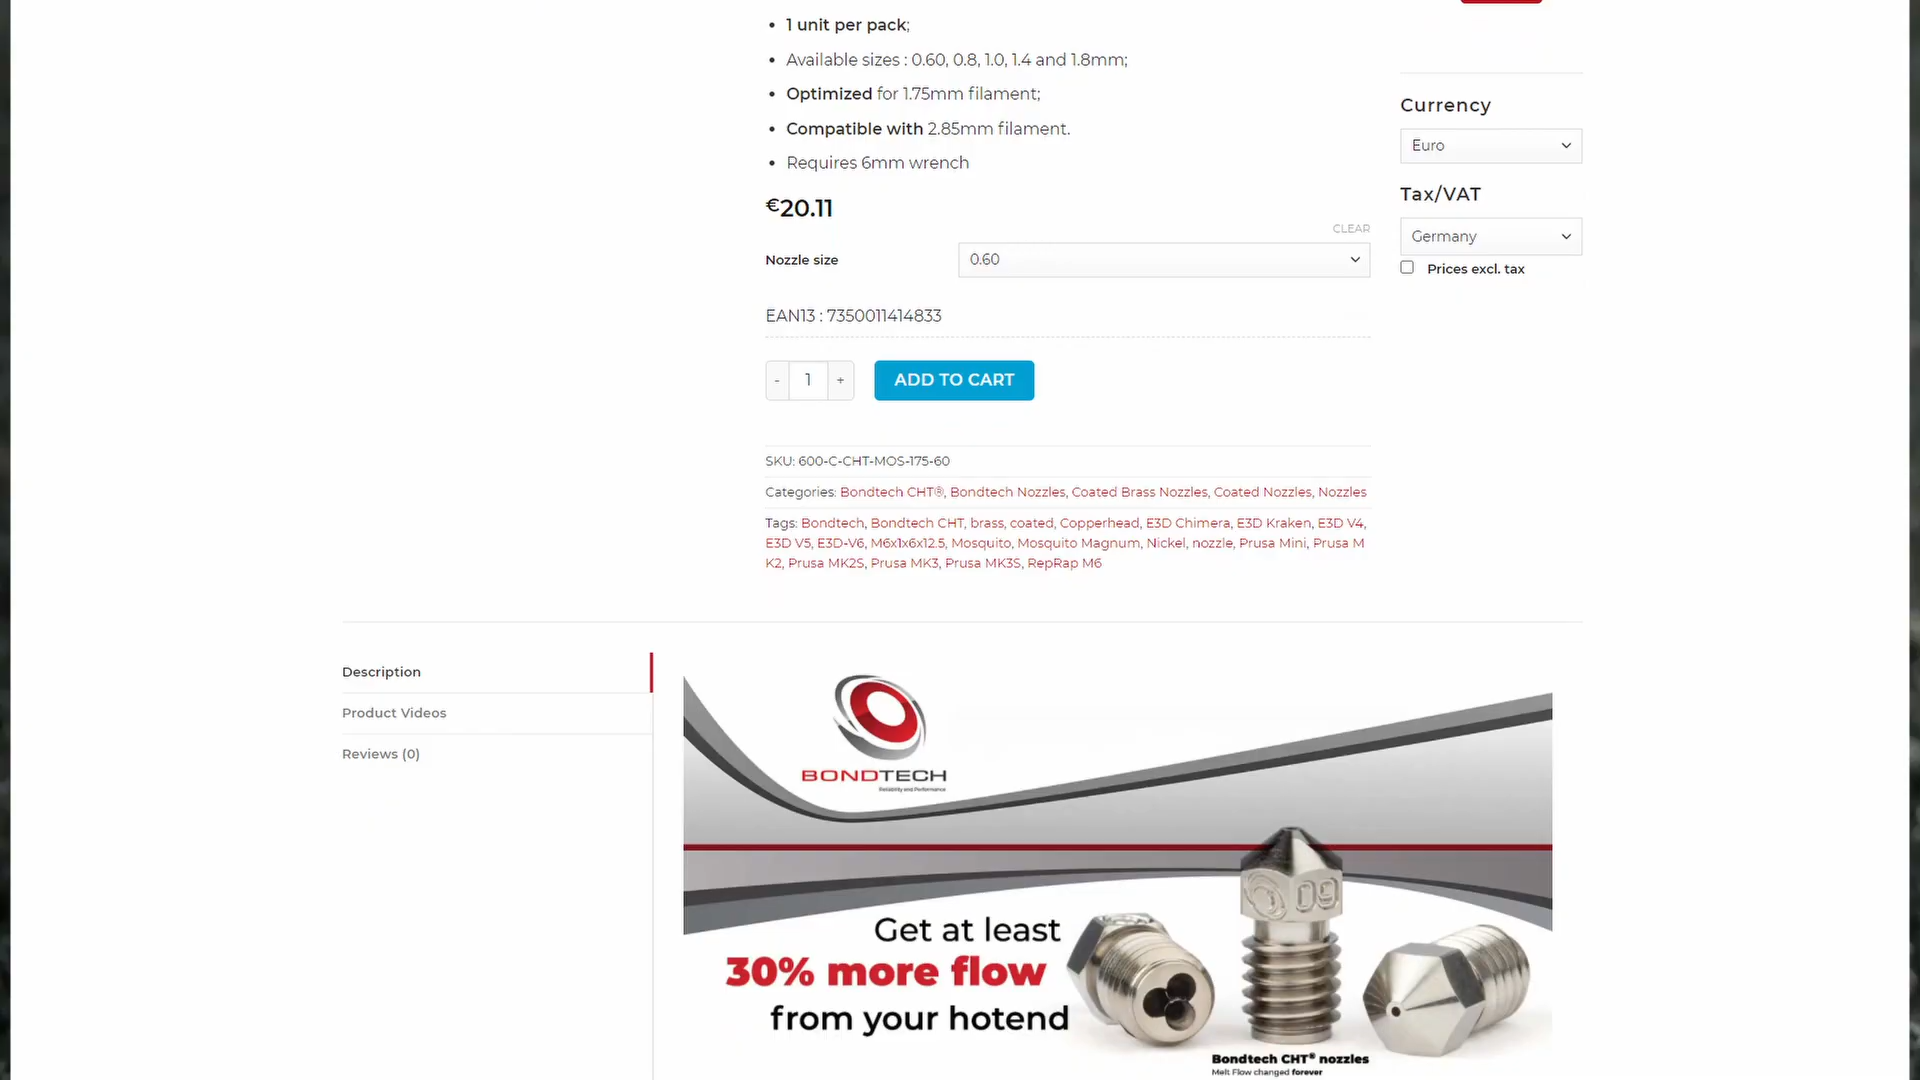 1 unit per pack;
Available sizes : 0.60, 0.8, 1.0, 1.4 and 1.8mm;
Optimized for 1.75mm filament;
Compatible with 2.85mm filament.
Requires 6mm wrench
€20.11
CLEAR
Nozzle size
0.60
EAN13 : 7350011414833
- 1 +
ADD TO CART
SKU: 600-C-CHT-MOS-175-60
Categories: Bondtech CHT®, Bondtech Nozzles, Coated Brass Nozzles, Coated Nozzles, Nozzles
Tags: Bondtech, Bondtech CHT, brass, coated, Copperhead, E3D Chimera, E3D Kraken, E3D V4,
E3D V5, E3D-V6, M6x1x6x12.5, Mosquito, Mosquito Magnum, Nickel, nozzle, Prusa Mini, Prusa M
K2, Prusa MK2S, Prusa MK3, Prusa MK3S, RepRap M6
Currency
Euro
Tax/VAT
Germany
Prices excl. tax
Description
Product Videos
Reviews (0)
BONDTECH
Reliability and Performance
Get at least
30% more flow
from your hotend
09
Bondtech CHT® nozzles
Melt Flow changed forever